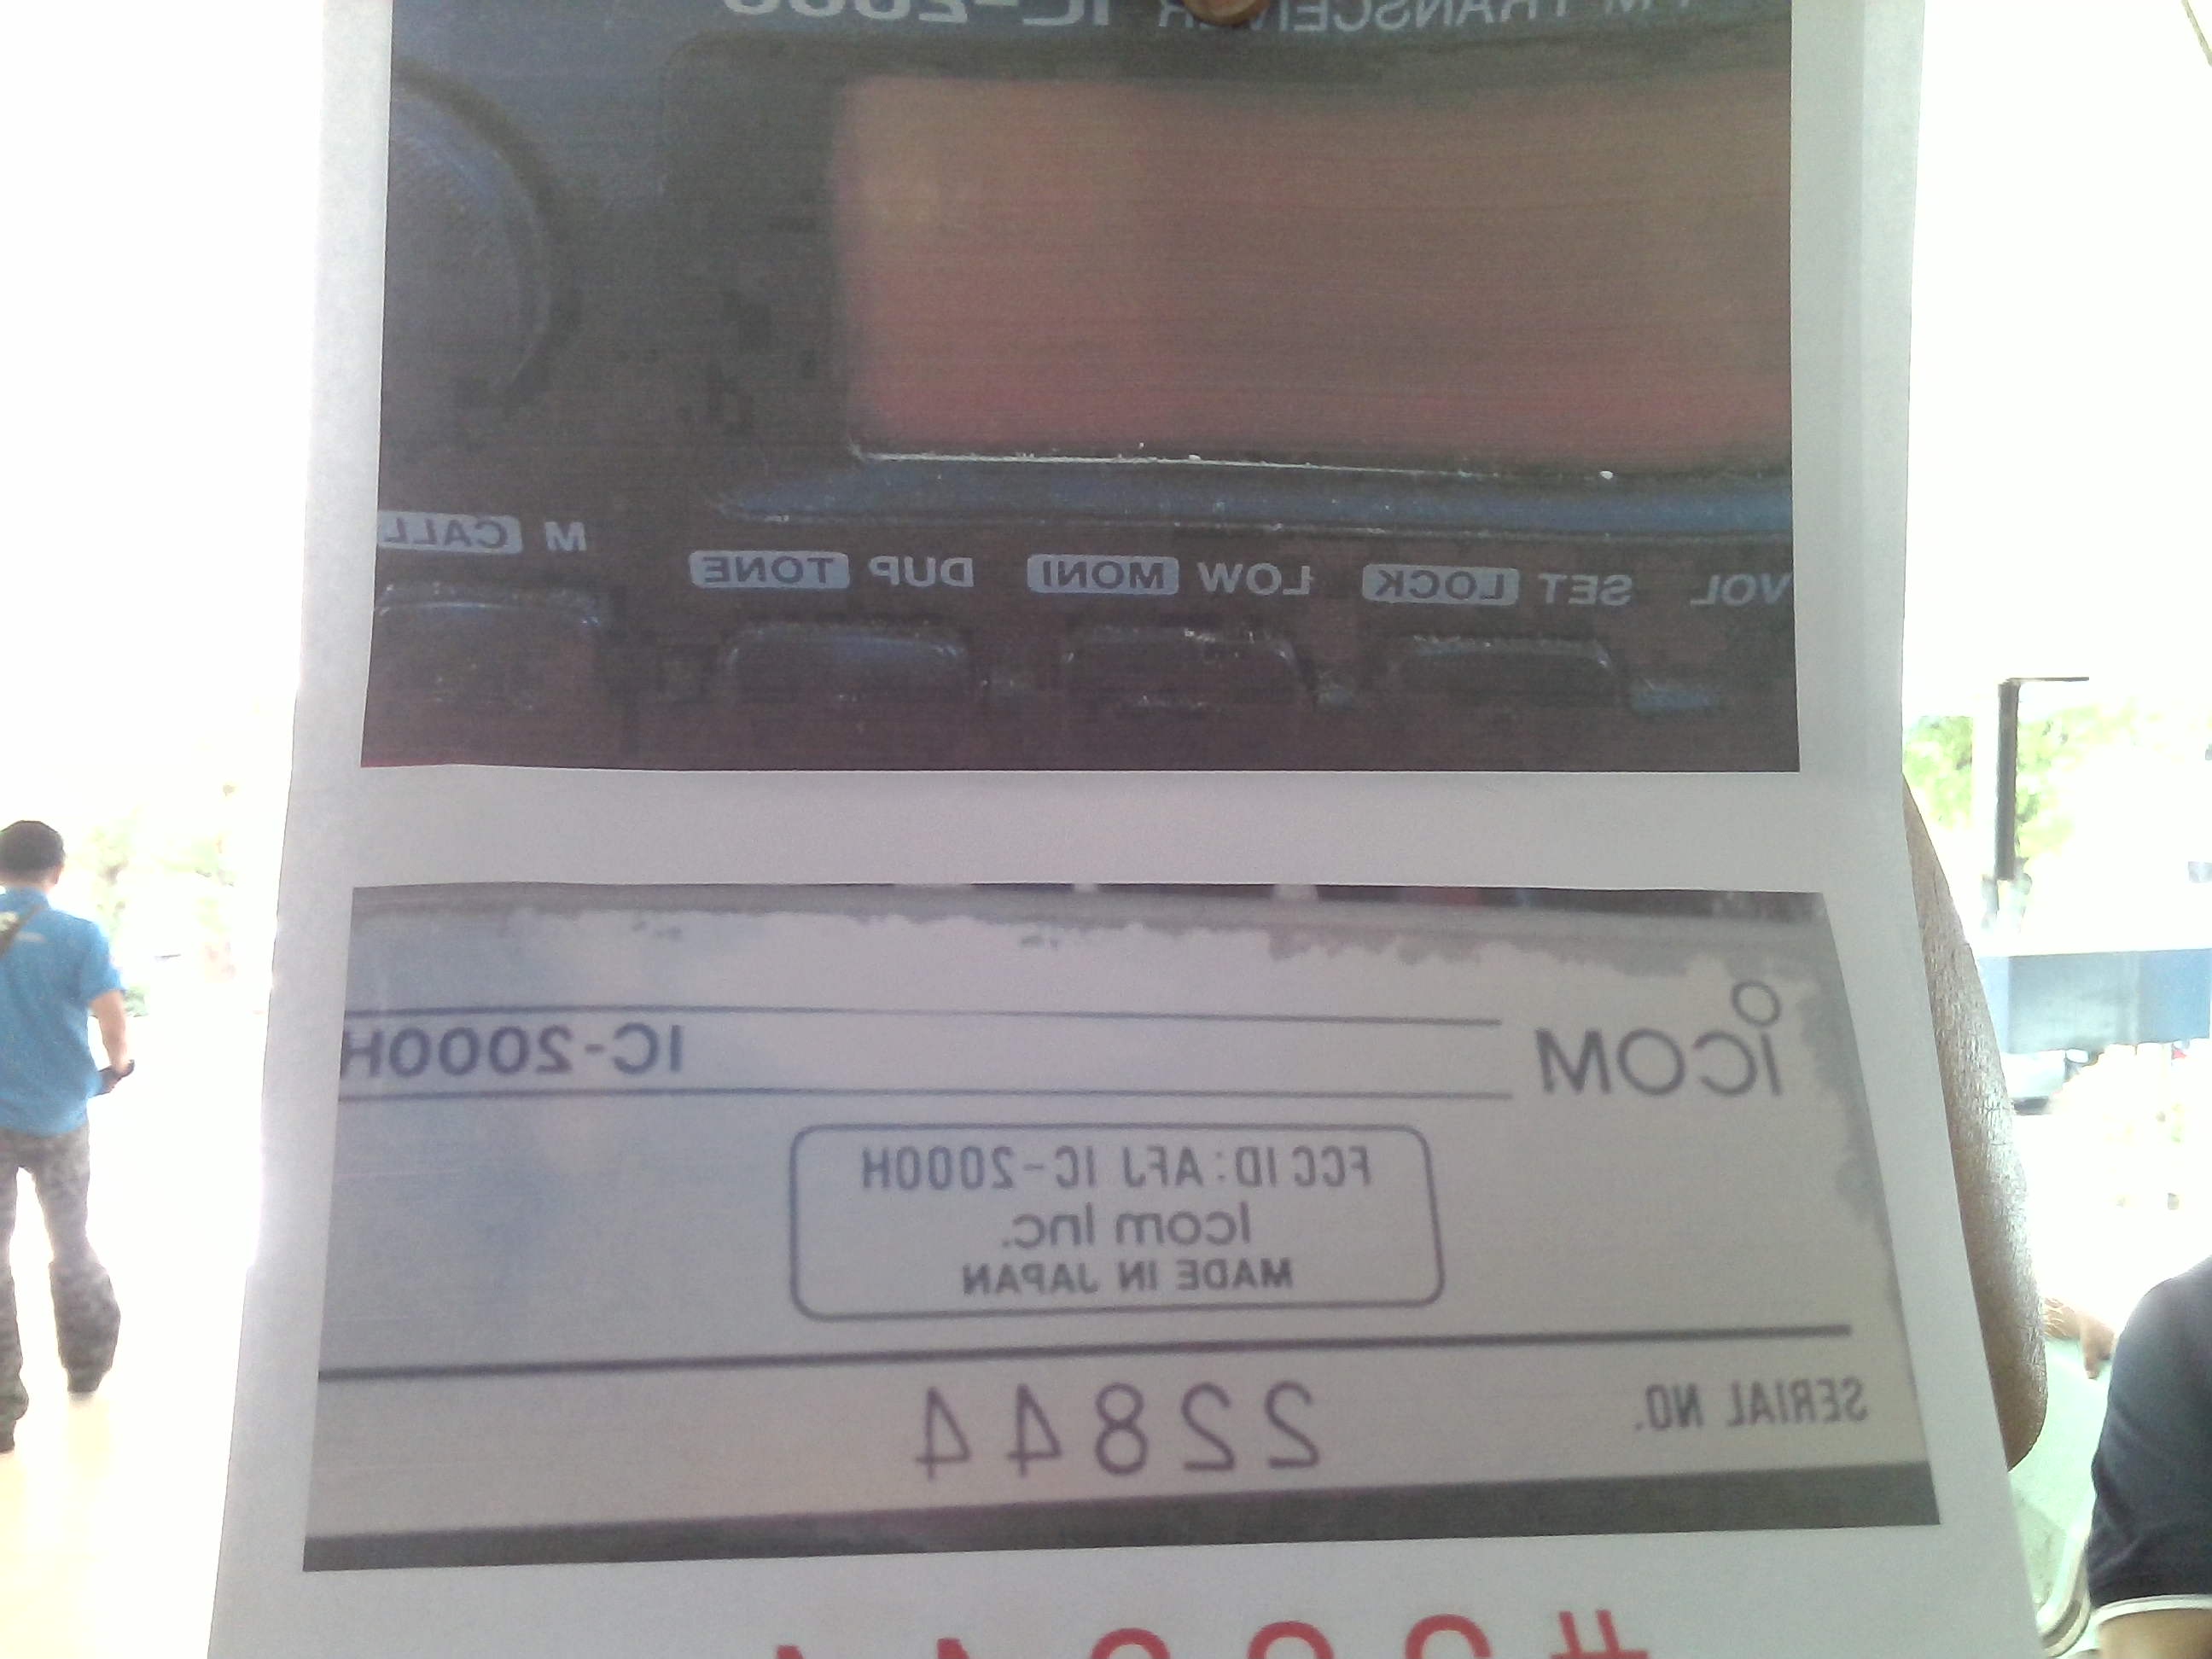 FM TRANSCEIVER IC-2000
VOL SET LOCK LOW MONI DUP TONE M CALL
ICOM IC-2000H
FCC ID: AFJ IC-2000H
Icom Inc.
MADE IN JAPAN
SERIAL NO. 22844